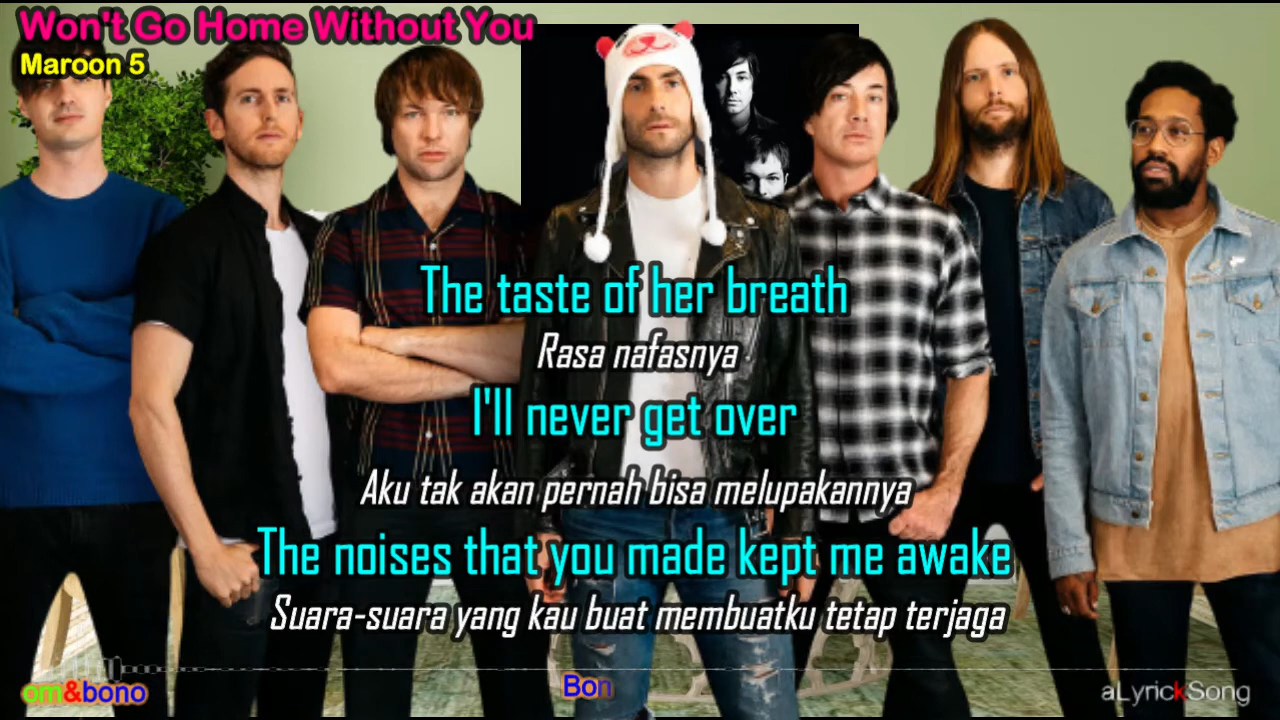 Won't Go Home Without You
Maroon 5
The taste of her breath
Rasa nafasnya
I'll never get over
Aku tak akan pernah bisa melupakannya
The noises that you made kept me awake
Suara-suara yang kau buat membuatku tetap terjaga
om&bono
Bon
aLyrickSong